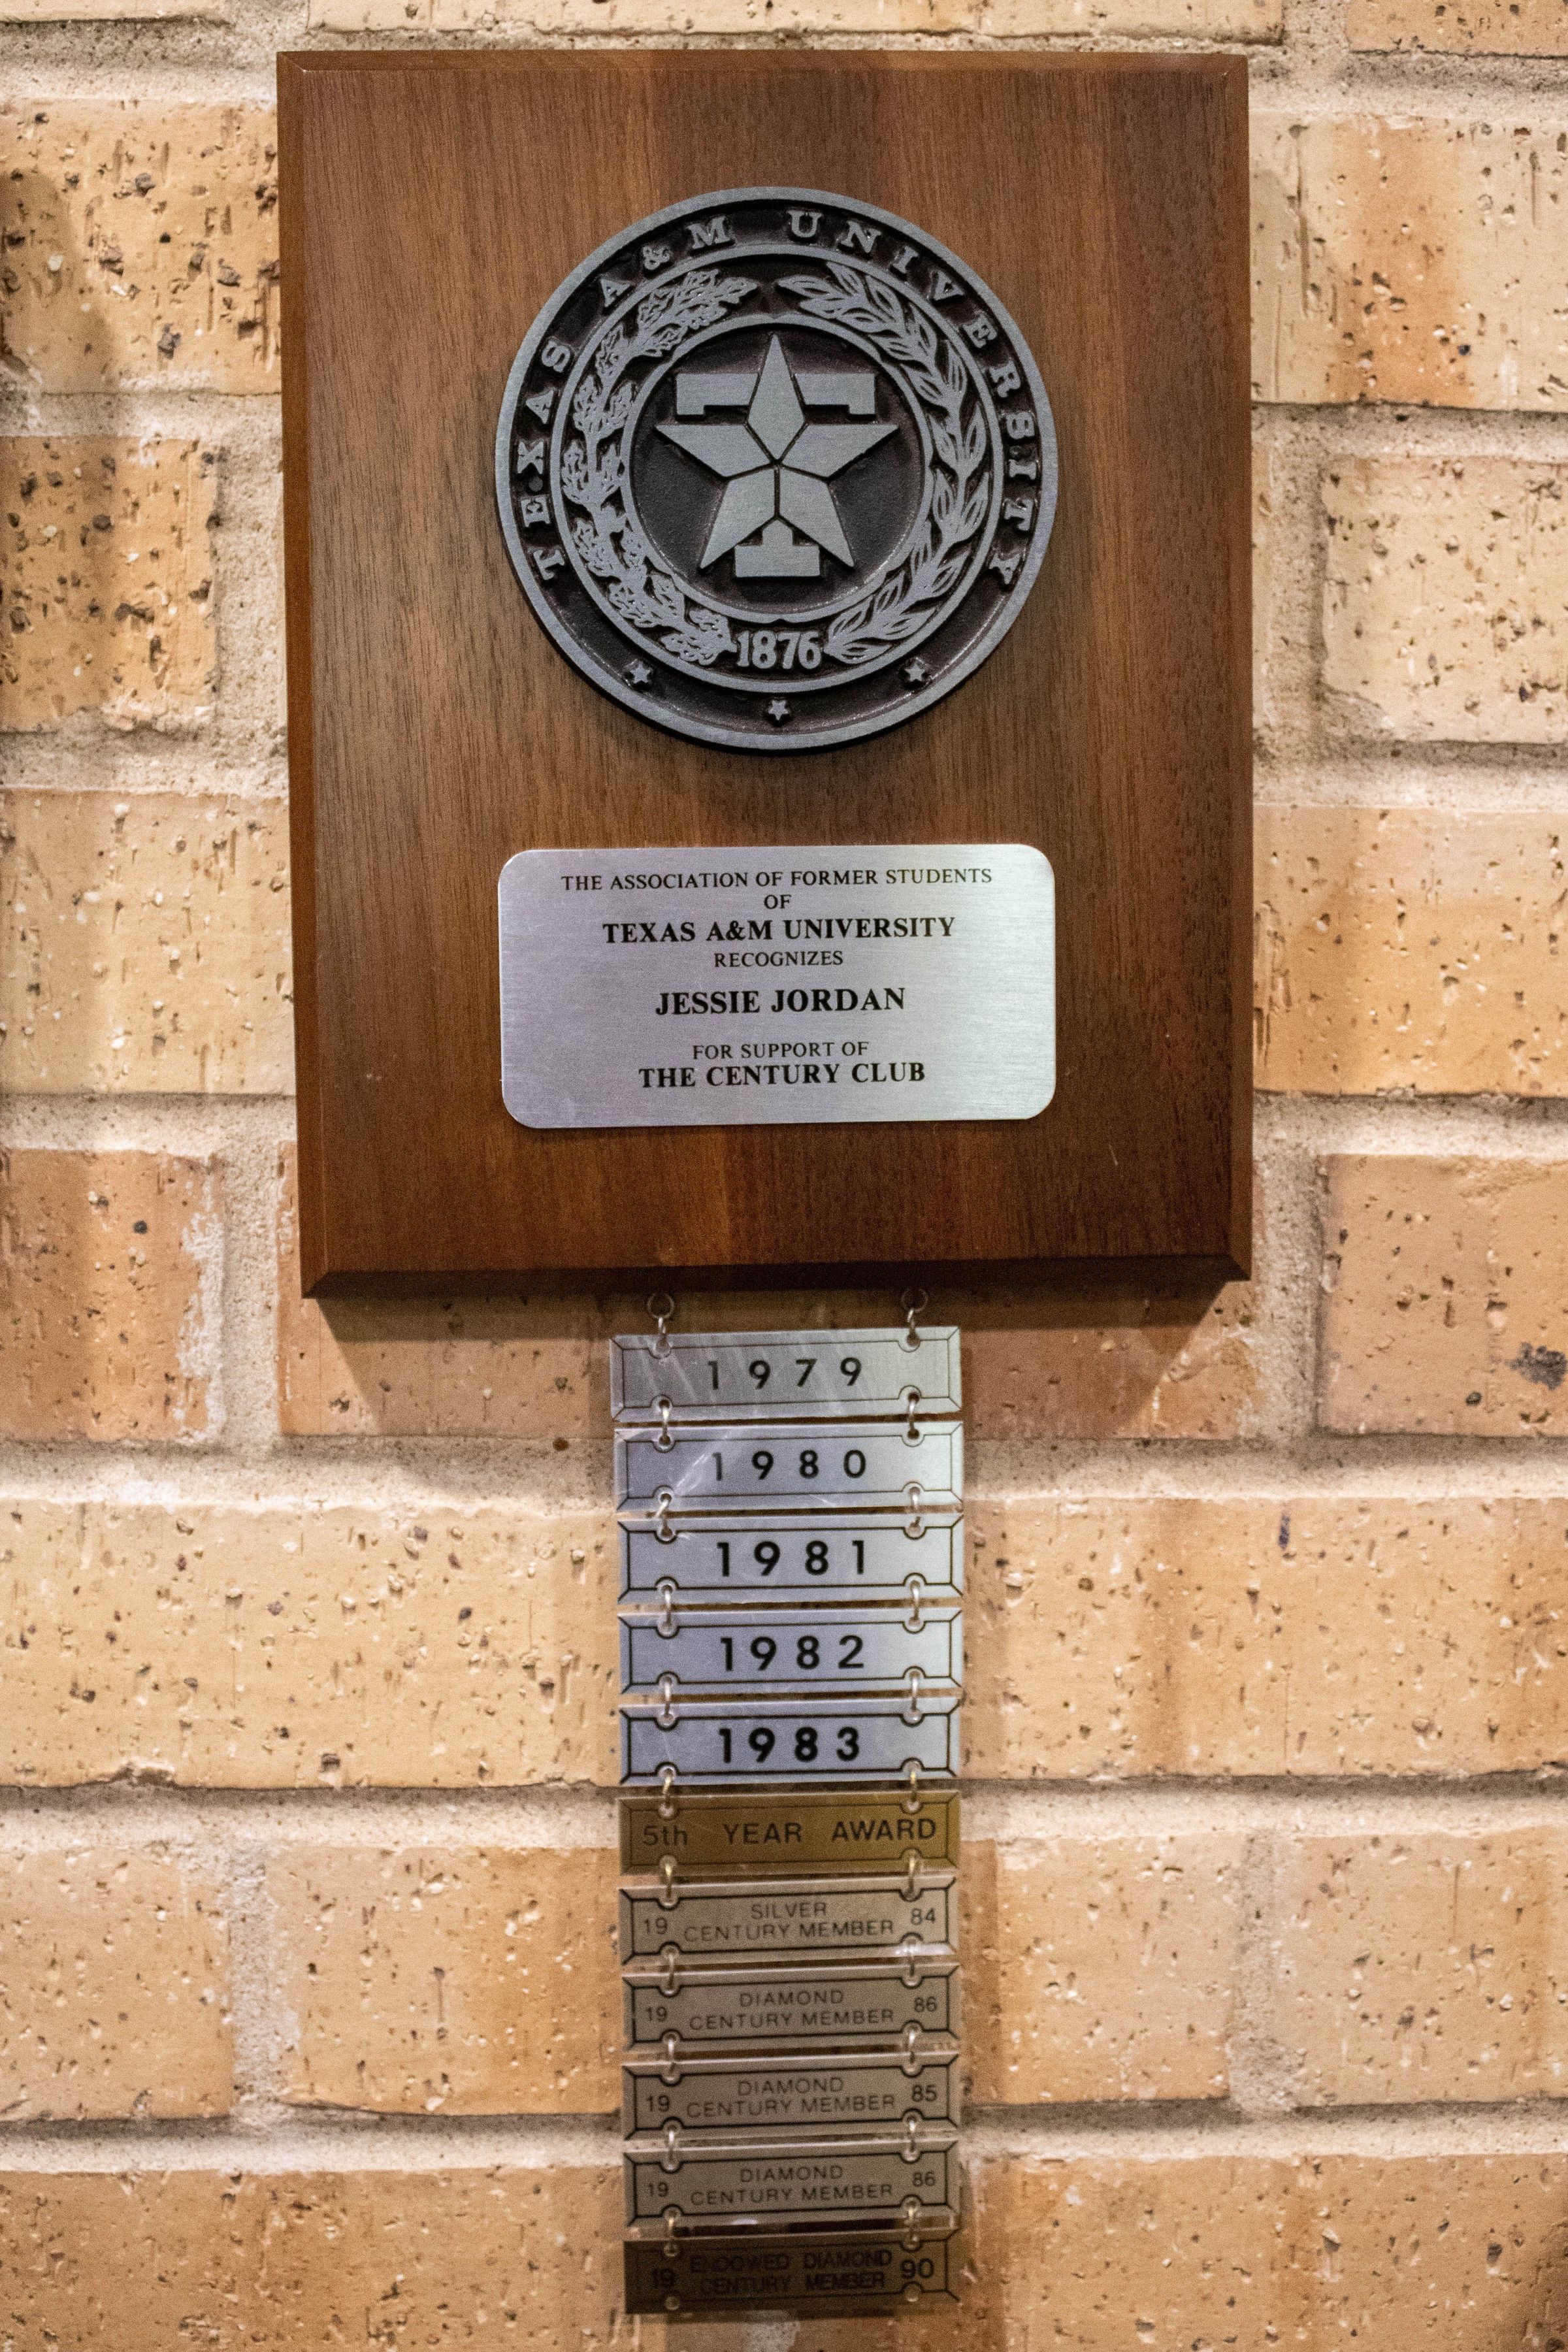 TEXAS A&M UNIVERSITY
1876
THE ASSOCIATION OF FORMER STUDENTS
OF
TEXAS A&M UNIVERSITY
RECOGNIZES
JESSIE JORDAN
FOR SUPPORT OF
THE CENTURY CLUB
1979
1980
1981
1982
1983
5th YEAR AWARD
SILVER
19 CENTURY MEMBER 84
DIAMOND
19 CENTURY MEMBER 86
DIAMOND
19 CENTURY MEMBER 85
DIAMOND
19 CENTURY MEMBER 86
ENDOWED DIAMOND
19 CENTURY MEMBER 90